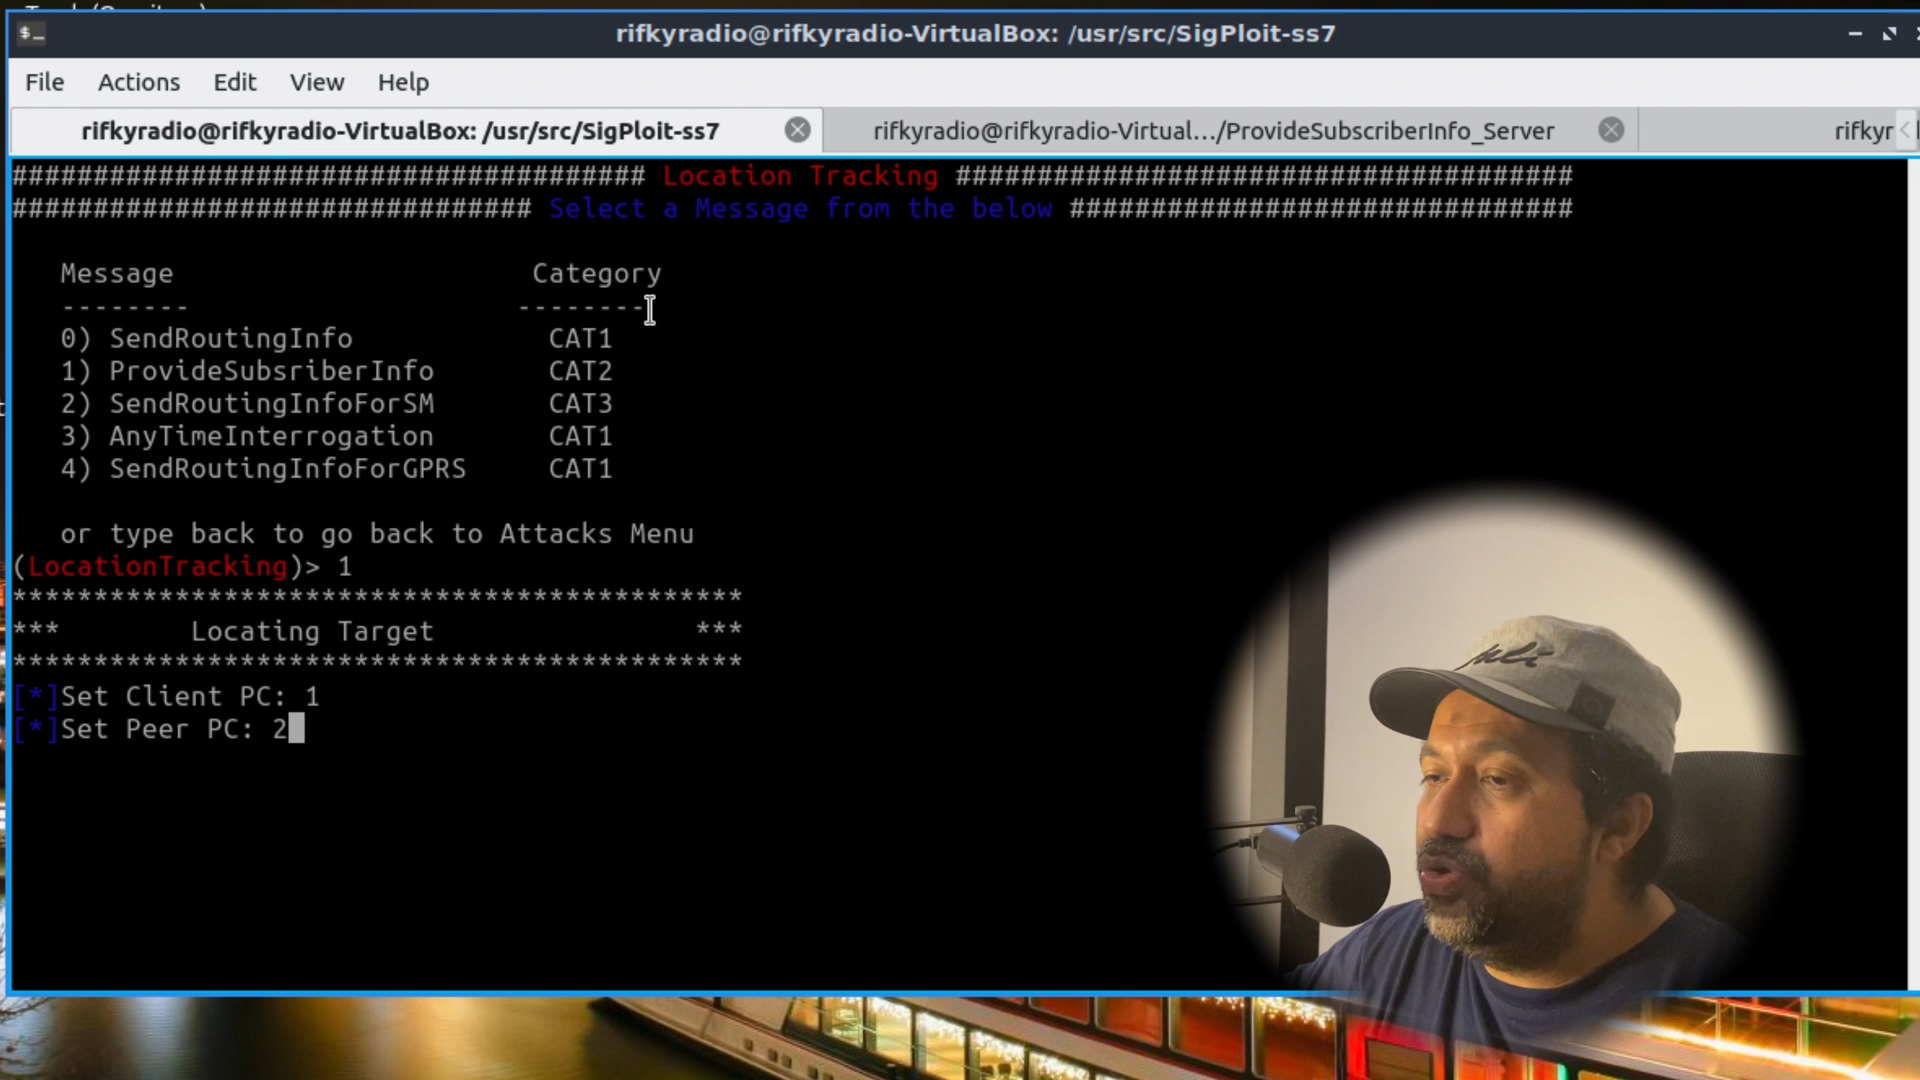 rifkyradio@rifkyradio-VirtualBox: /usr/src/SigPloit-ss7
File Actions Edit View Help
rifkyradio@rifkyradio-VirtualBox: /usr/src/SigPloit-ss7
rifkyradio@rifkyradio-Virtual.../ProvideSubscriberInfo_Server
rifkyr
####################################### Location Tracking ######################################
################################ Select a Message from the below ###############################
Message Category
-------- --------
0) SendRoutingInfo CAT1
1) ProvideSubsriberInfo CAT2
2) SendRoutingInfoForSM CAT3
3) AnyTimeInterrogation CAT1
4) SendRoutingInfoForGPRS CAT1
or type back to go back to Attacks Menu
(LocationTracking)> 1
*********************************************
*** Locating Target ***
*********************************************
[*]Set Client PC: 1
[*]Set Peer PC: 2